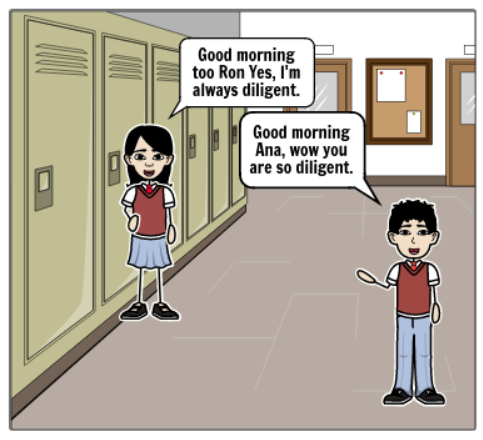 Good morning
too Ron Yes, I'm
always diligent.
Good morning
Ana, wow you
are so diligent.